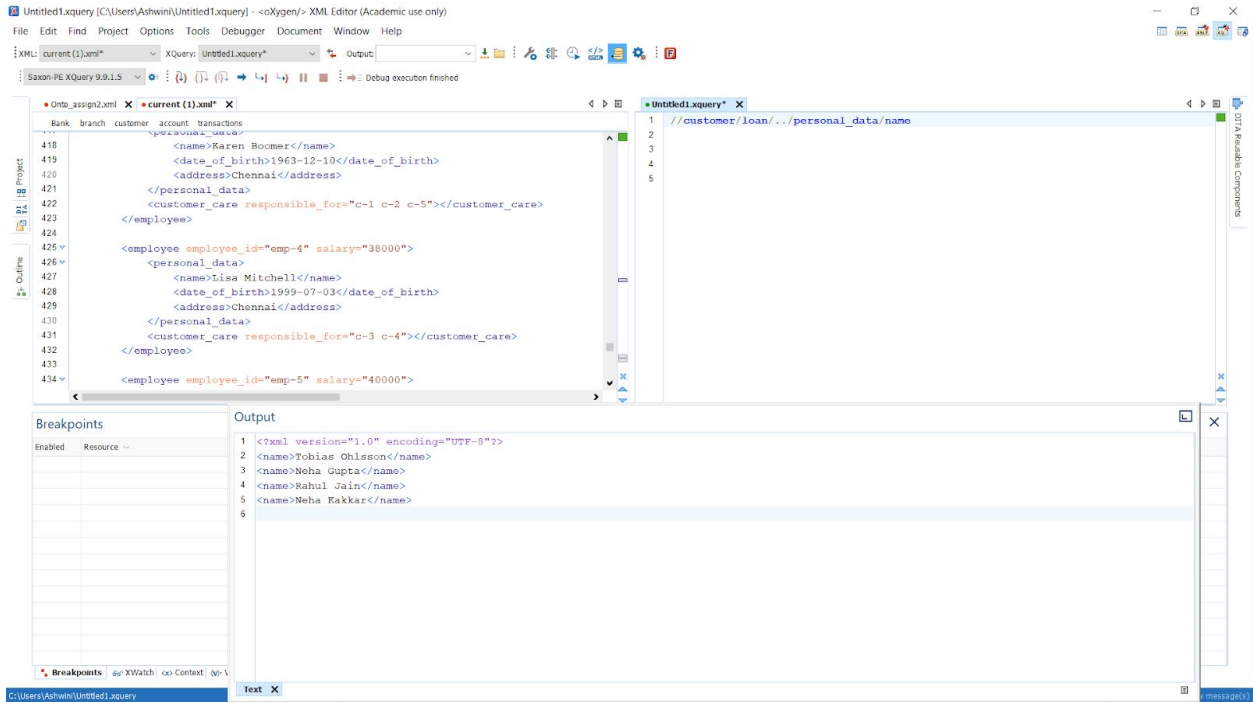 Untitled1.xquery [C:\Users\Ashwini\Untitled1.xquery] - <oXygen/> XML Editor (Academic use only)
File Edit Find Project Options Tools Debugger Document Window Help
XML: current (1).xml* XQuery: Untitled1.xquery* Output:
Saxon-PE XQuery 9.9.1.5 Debug execution finished
Onto_assign2.xml current (1).xml*
Bank branch customer account transactions
<personal_data>
418 <name>Karen Boomer</name>
419 <date_of_birth>1963-12-10</date_of_birth>
420 <address>Chennai</address>
421 </personal_data>
422 <customer_care responsible_for="c-1 c-2 c-5"></customer_care>
423 </employee>
424
425 <employee employee_id="emp-4" salary="38000">
426 <personal_data>
427 <name>Lisa Mitchell</name>
428 <date_of_birth>1999-07-03</date_of_birth>
429 <address>Chennai</address>
430 </personal_data>
431 <customer_care responsible_for="c-3 c-4"></customer_care>
432 </employee>
433
434 <employee employee_id="emp-5" salary="40000">
Untitled1.xquery*
1 //customer/loan/../personal_data/name
2
3
4
5
Project
Outline
DITA Reusable Components
Breakpoints
Enabled Resource
Output
1 <?xml version="1.0" encoding="UTF-8"?>
2 <name>Tobias Ohlsson</name>
3 <name>Neha Gupta</name>
4 <name>Rahul Jain</name>
5 <name>Neha Kakkar</name>
6
Breakpoints XWatch Context
Text
C:\Users\Ashwini\Untitled1.xquery
message(s)